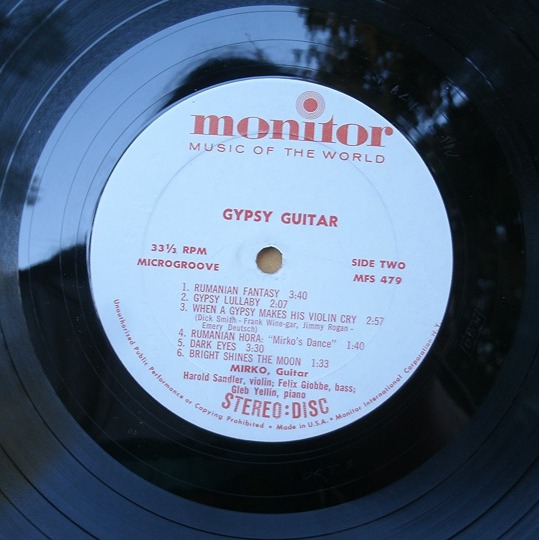 monitor
MUSIC OF THE WORLD
GYPSY GUITAR
33⅓ RPM
MICROGROOVE
SIDE TWO
MFS 479
1. RUMANIAN FANTASY 3:40
2. GYPSY LULLABY 2:07
3. WHEN A GYPSY MAKES HIS VIOLIN CRY 2:57
(Dick Smith - Frank Wine-gar, Jimmy Rogan -
Emery Deutsch)
4. RUMANIAN HORA: "Mirko's Dance" 1:40
5. DARK EYES 3:30
6. BRIGHT SHINES THE MOON 1:33
MIRKO, Guitar
Harold Sandler, violin; Felix Giobbe, bass;
Gleb Yellin, piano
STEREO:DISC
Unauthorised Public Performance or Copying Prohibited • Made in U.S.A. • Monitor International Corporation N.Y.